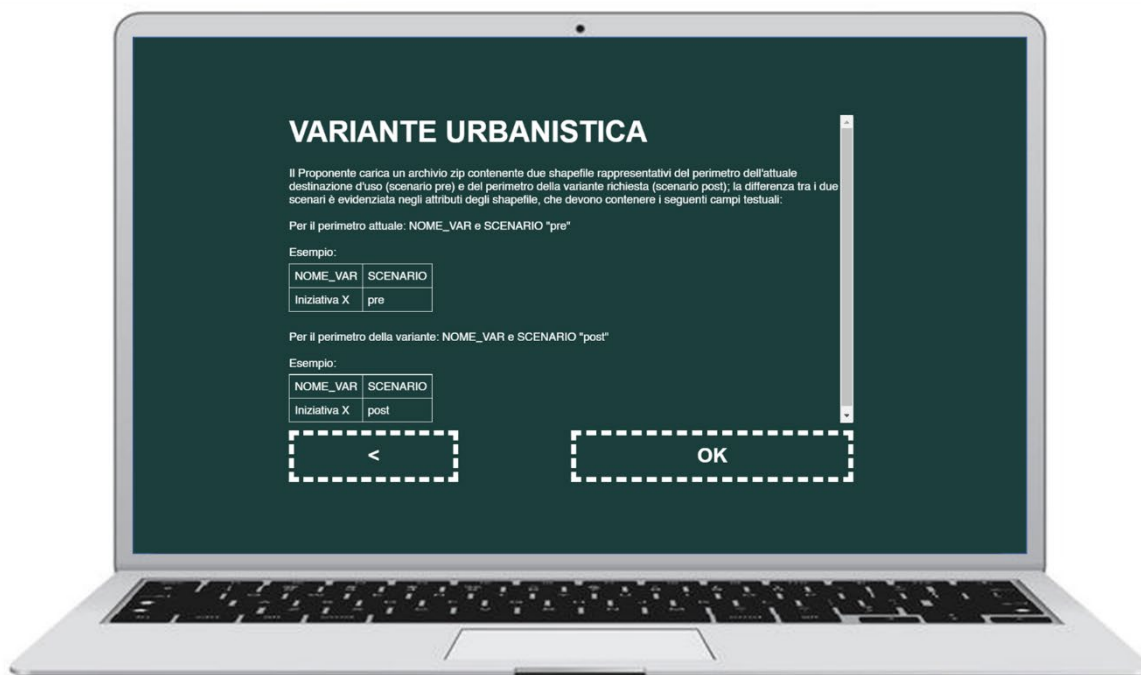 VARIANTE URBANISTICA
Il Proponente carica un archivio zip contenente due shapefile rappresentativi del perimetro dell'attuale
destinazione d'uso (scenario pre) e del perimetro della variante richiesta (scenario post); la differenza tra i due
scenari è evidenziata negli attributi degli shapefile, che devono contenere i seguenti campi testuali:
Per il perimetro attuale: NOME_VAR e SCENARIO "pre"
Esempio:
NOME_VAR SCENARIO
Iniziativa X pre
Per il perimetro della variante: NOME_VAR e SCENARIO "post"
Esempio:
NOME_VAR SCENARIO
Iniziativa X post
< OK